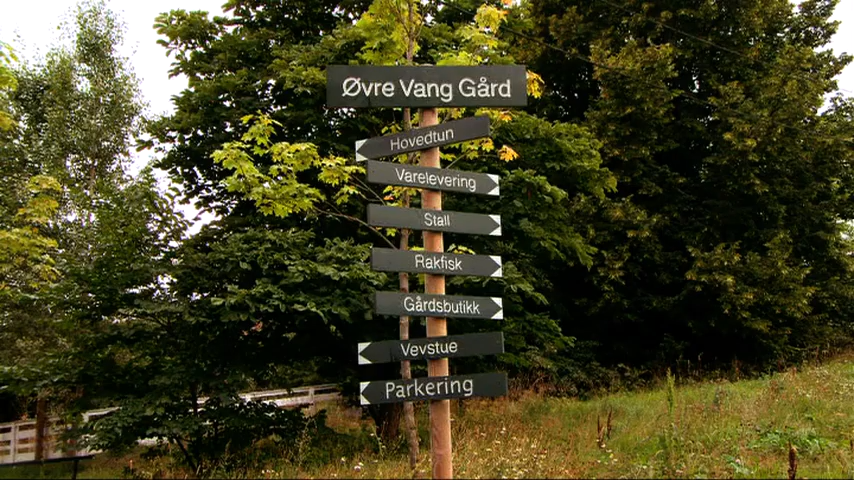 Øvre Vang Gård
Hovedtun
Varelevering
Stall
Rakfisk
Gårdsbutikk
Vevstue
Parkering